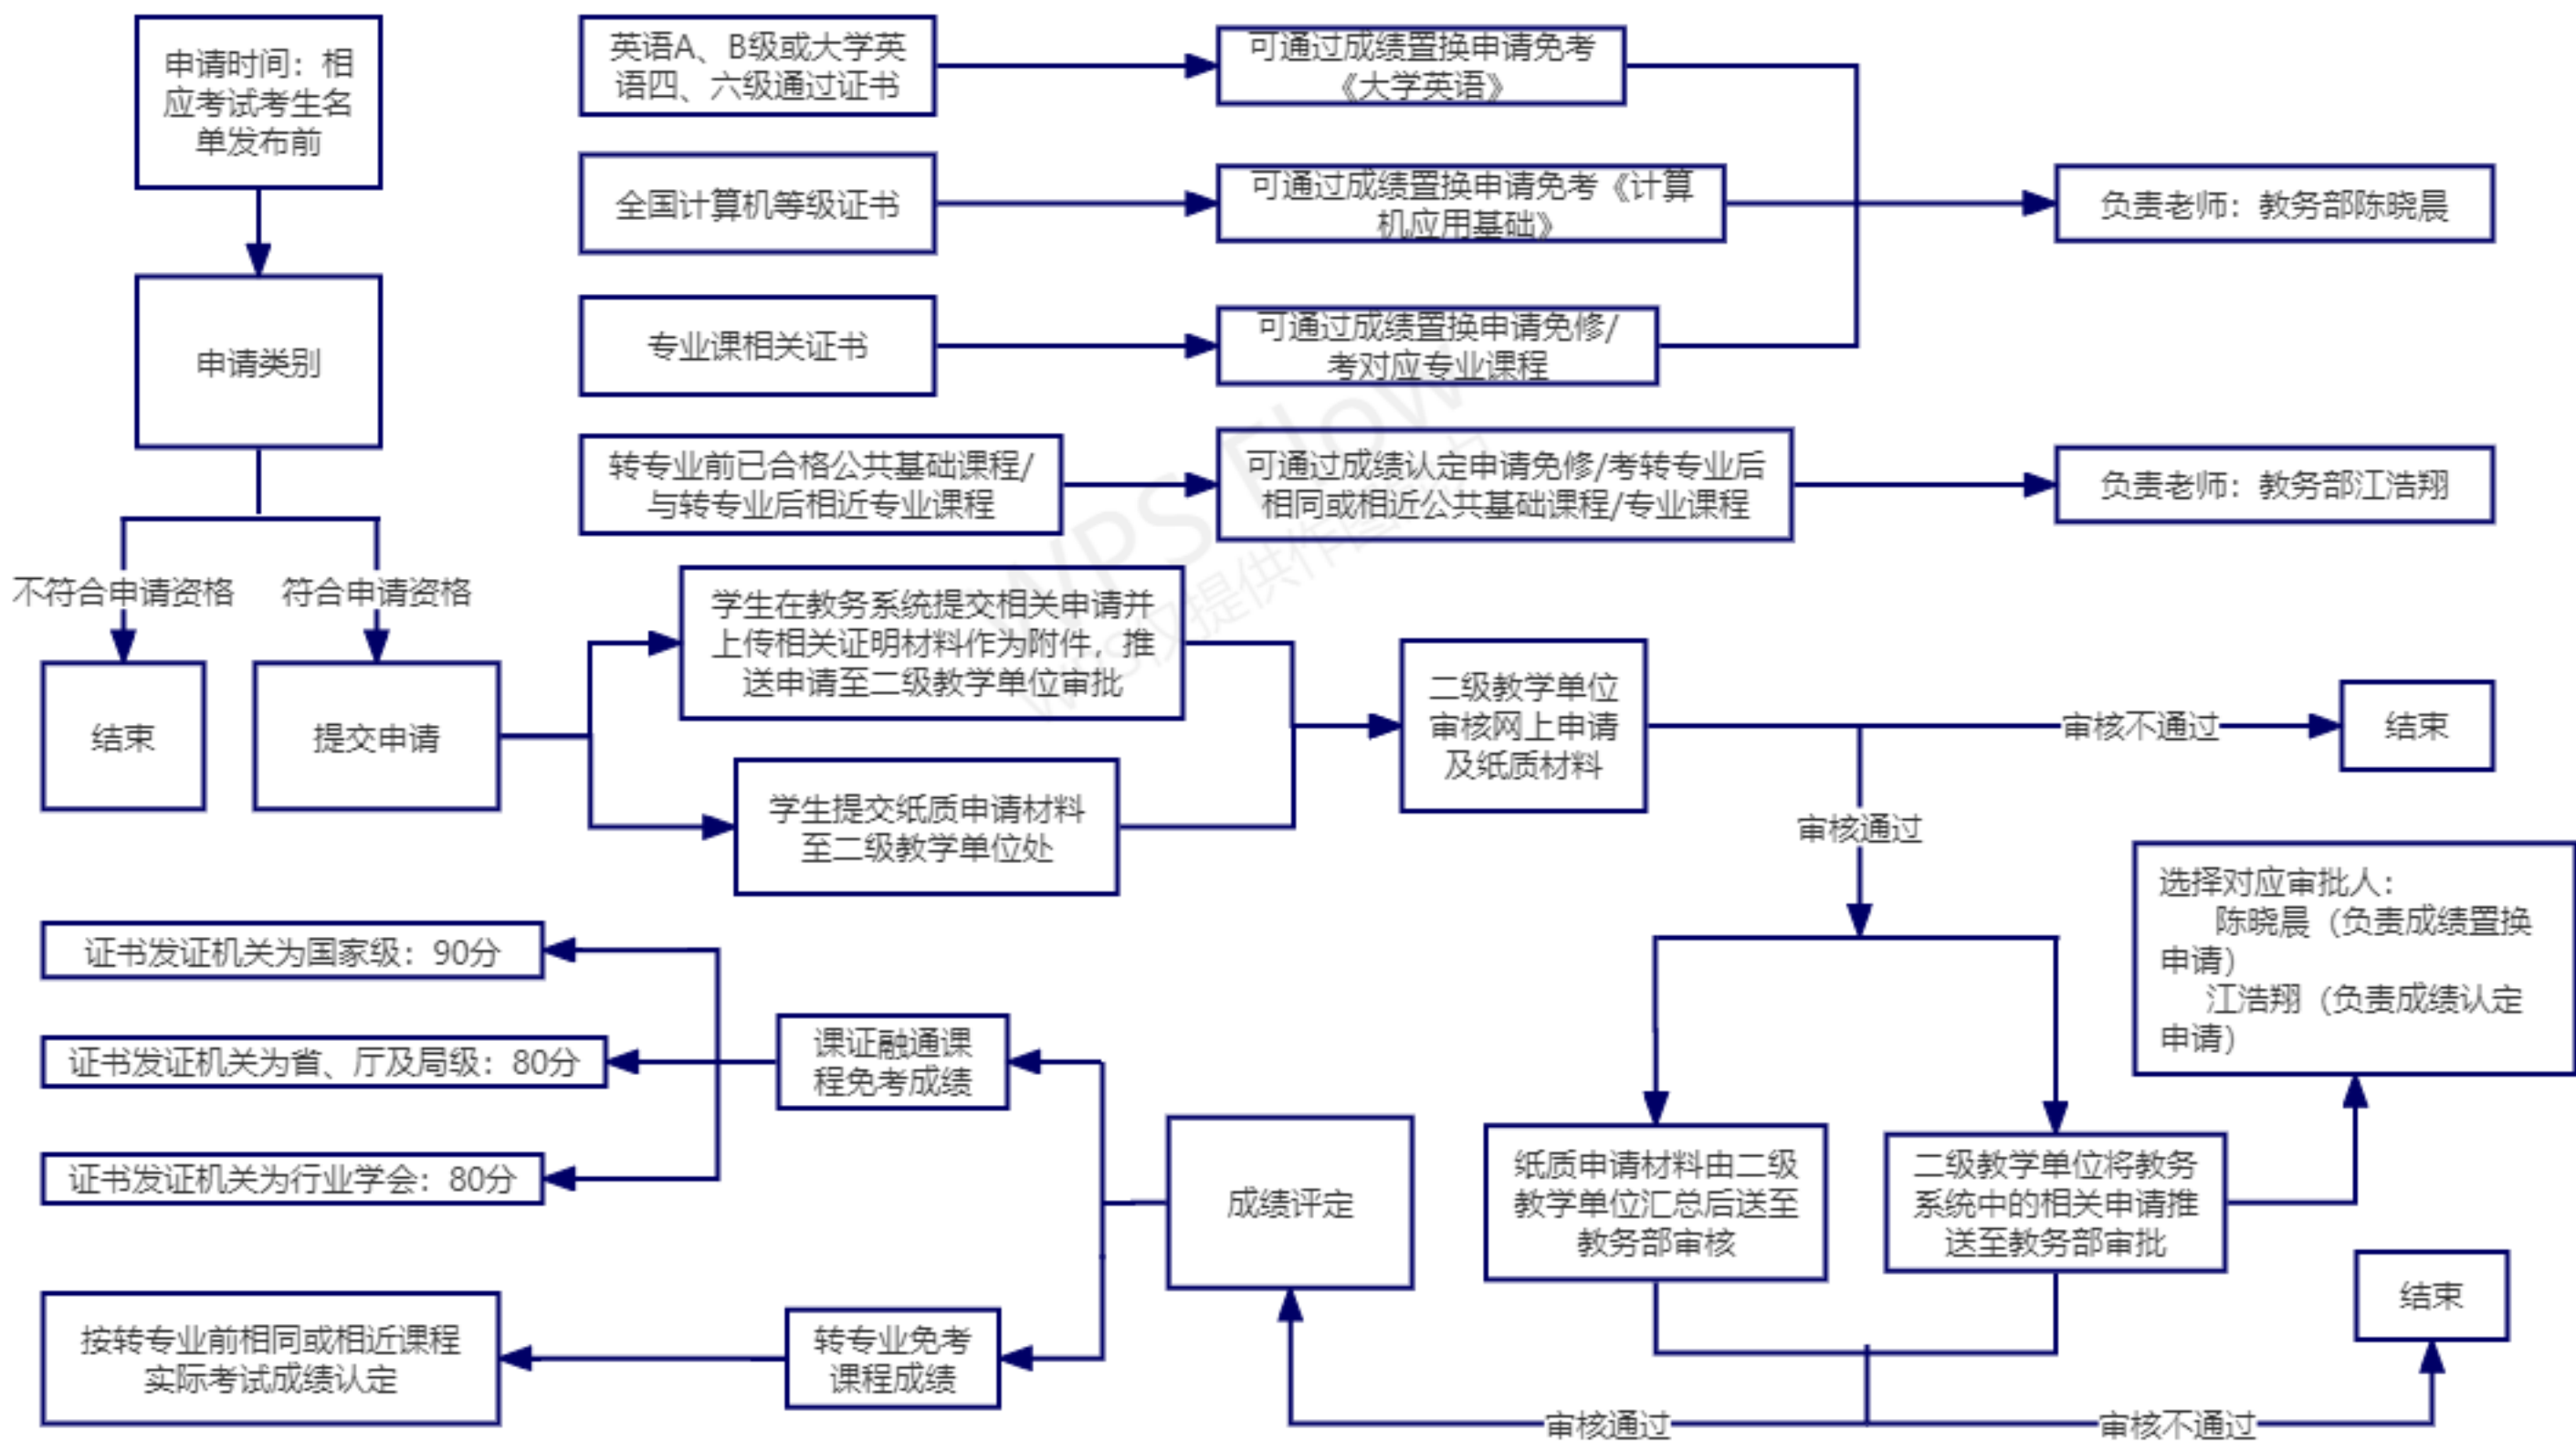 申请时间：相
应考试考生名
单发布前
申请类别
不符合申请资格
符合申请资格
结束
提交申请
英语A、B级或大学英
语四、六级通过证书
可通过成绩置换申请免考
《大学英语》
全国计算机等级证书
可通过成绩置换申请免考《计算
机应用基础》
负责老师：教务部陈晓晨
专业课相关证书
可通过成绩置换申请免修/
考对应专业课程
转专业前已合格公共基础课程/
与转专业后相近专业课程
可通过成绩认定申请免修/考转专业后
相同或相近公共基础课程/专业课程
负责老师：教务部江浩翔
学生在教务系统提交相关申请并
上传相关证明材料作为附件，推
送申请至二级教学单位审批
学生提交纸质申请材料
至二级教学单位处
二级教学单位
审核网上申请
及纸质材料
审核不通过
结束
审核通过
选择对应审批人：
陈晓晨（负责成绩置换
申请）
江浩翔（负责成绩认定
申请）
纸质申请材料由二级
教学单位汇总后送至
教务部审核
二级教学单位将教务
系统中的相关申请推
送至教务部审批
结束
审核通过
审核不通过
成绩评定
课证融通课
程免考成绩
证书发证机关为国家级：90分
证书发证机关为省、厅及局级：80分
证书发证机关为行业学会：80分
转专业免考
课程成绩
按转专业前相同或相近课程
实际考试成绩认定
WPS Flow